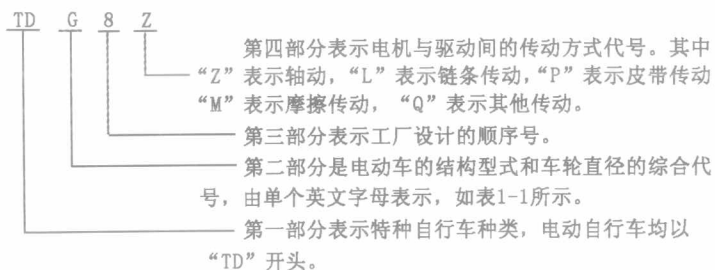 TD G 8 Z
第四部分表示电机与驱动间的传动方式代号。其中
“Z”表示轴动，“L”表示链条传动，“P”表示皮带传动
“M”表示摩擦传动，“Q”表示其他传动。
第三部分表示工厂设计的顺序号。
第二部分是电动车的结构型式和车轮直径的综合代
号，由单个英文字母表示，如表1-1所示。
第一部分表示特种自行车种类，电动自行车均以
“TD”开头。